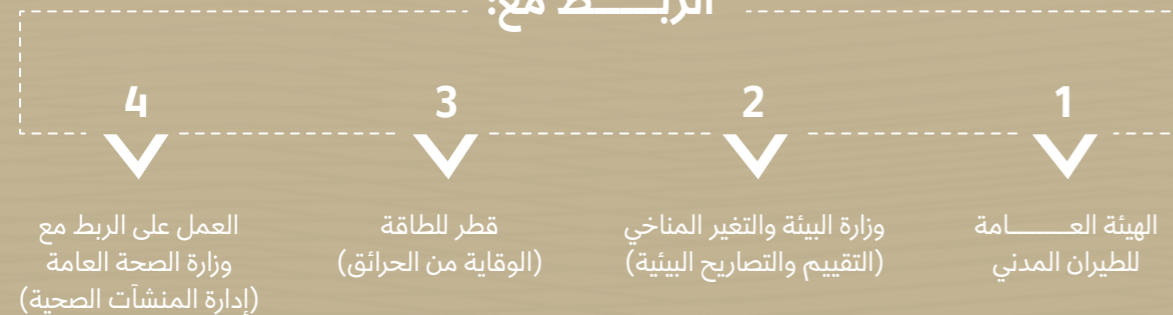 الربـــــط مع:
1
الهيئة العـــــــامة
للطيران المدني
2
وزارة البيئة والتغير المناخي
(التقييم والتصاريح البيئية)
3
قطر للطاقة
(الوقاية من الحرائق)
4
العمل على الربط مع
وزارة الصحة العامة
(إدارة المنشآت الصحية)